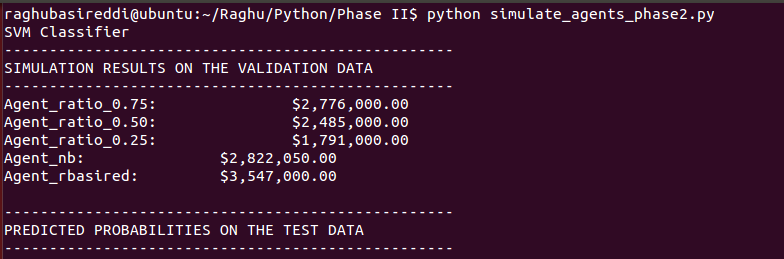 raghubasireddi@ubuntu:~/Raghu/Python/Phase II$ python simulate_agents_phase2.py
SVM Classifier
--------------------------------------------------
SIMULATION RESULTS ON THE VALIDATION DATA
--------------------------------------------------
Agent_ratio_0.75: $2,776,000.00
Agent_ratio_0.50: $2,485,000.00
Agent_ratio_0.25: $1,791,000.00
Agent_nb: $2,822,050.00
Agent_rbasired: $3,547,000.00
--------------------------------------------------
PREDICTED PROBABILITIES ON THE TEST DATA
--------------------------------------------------